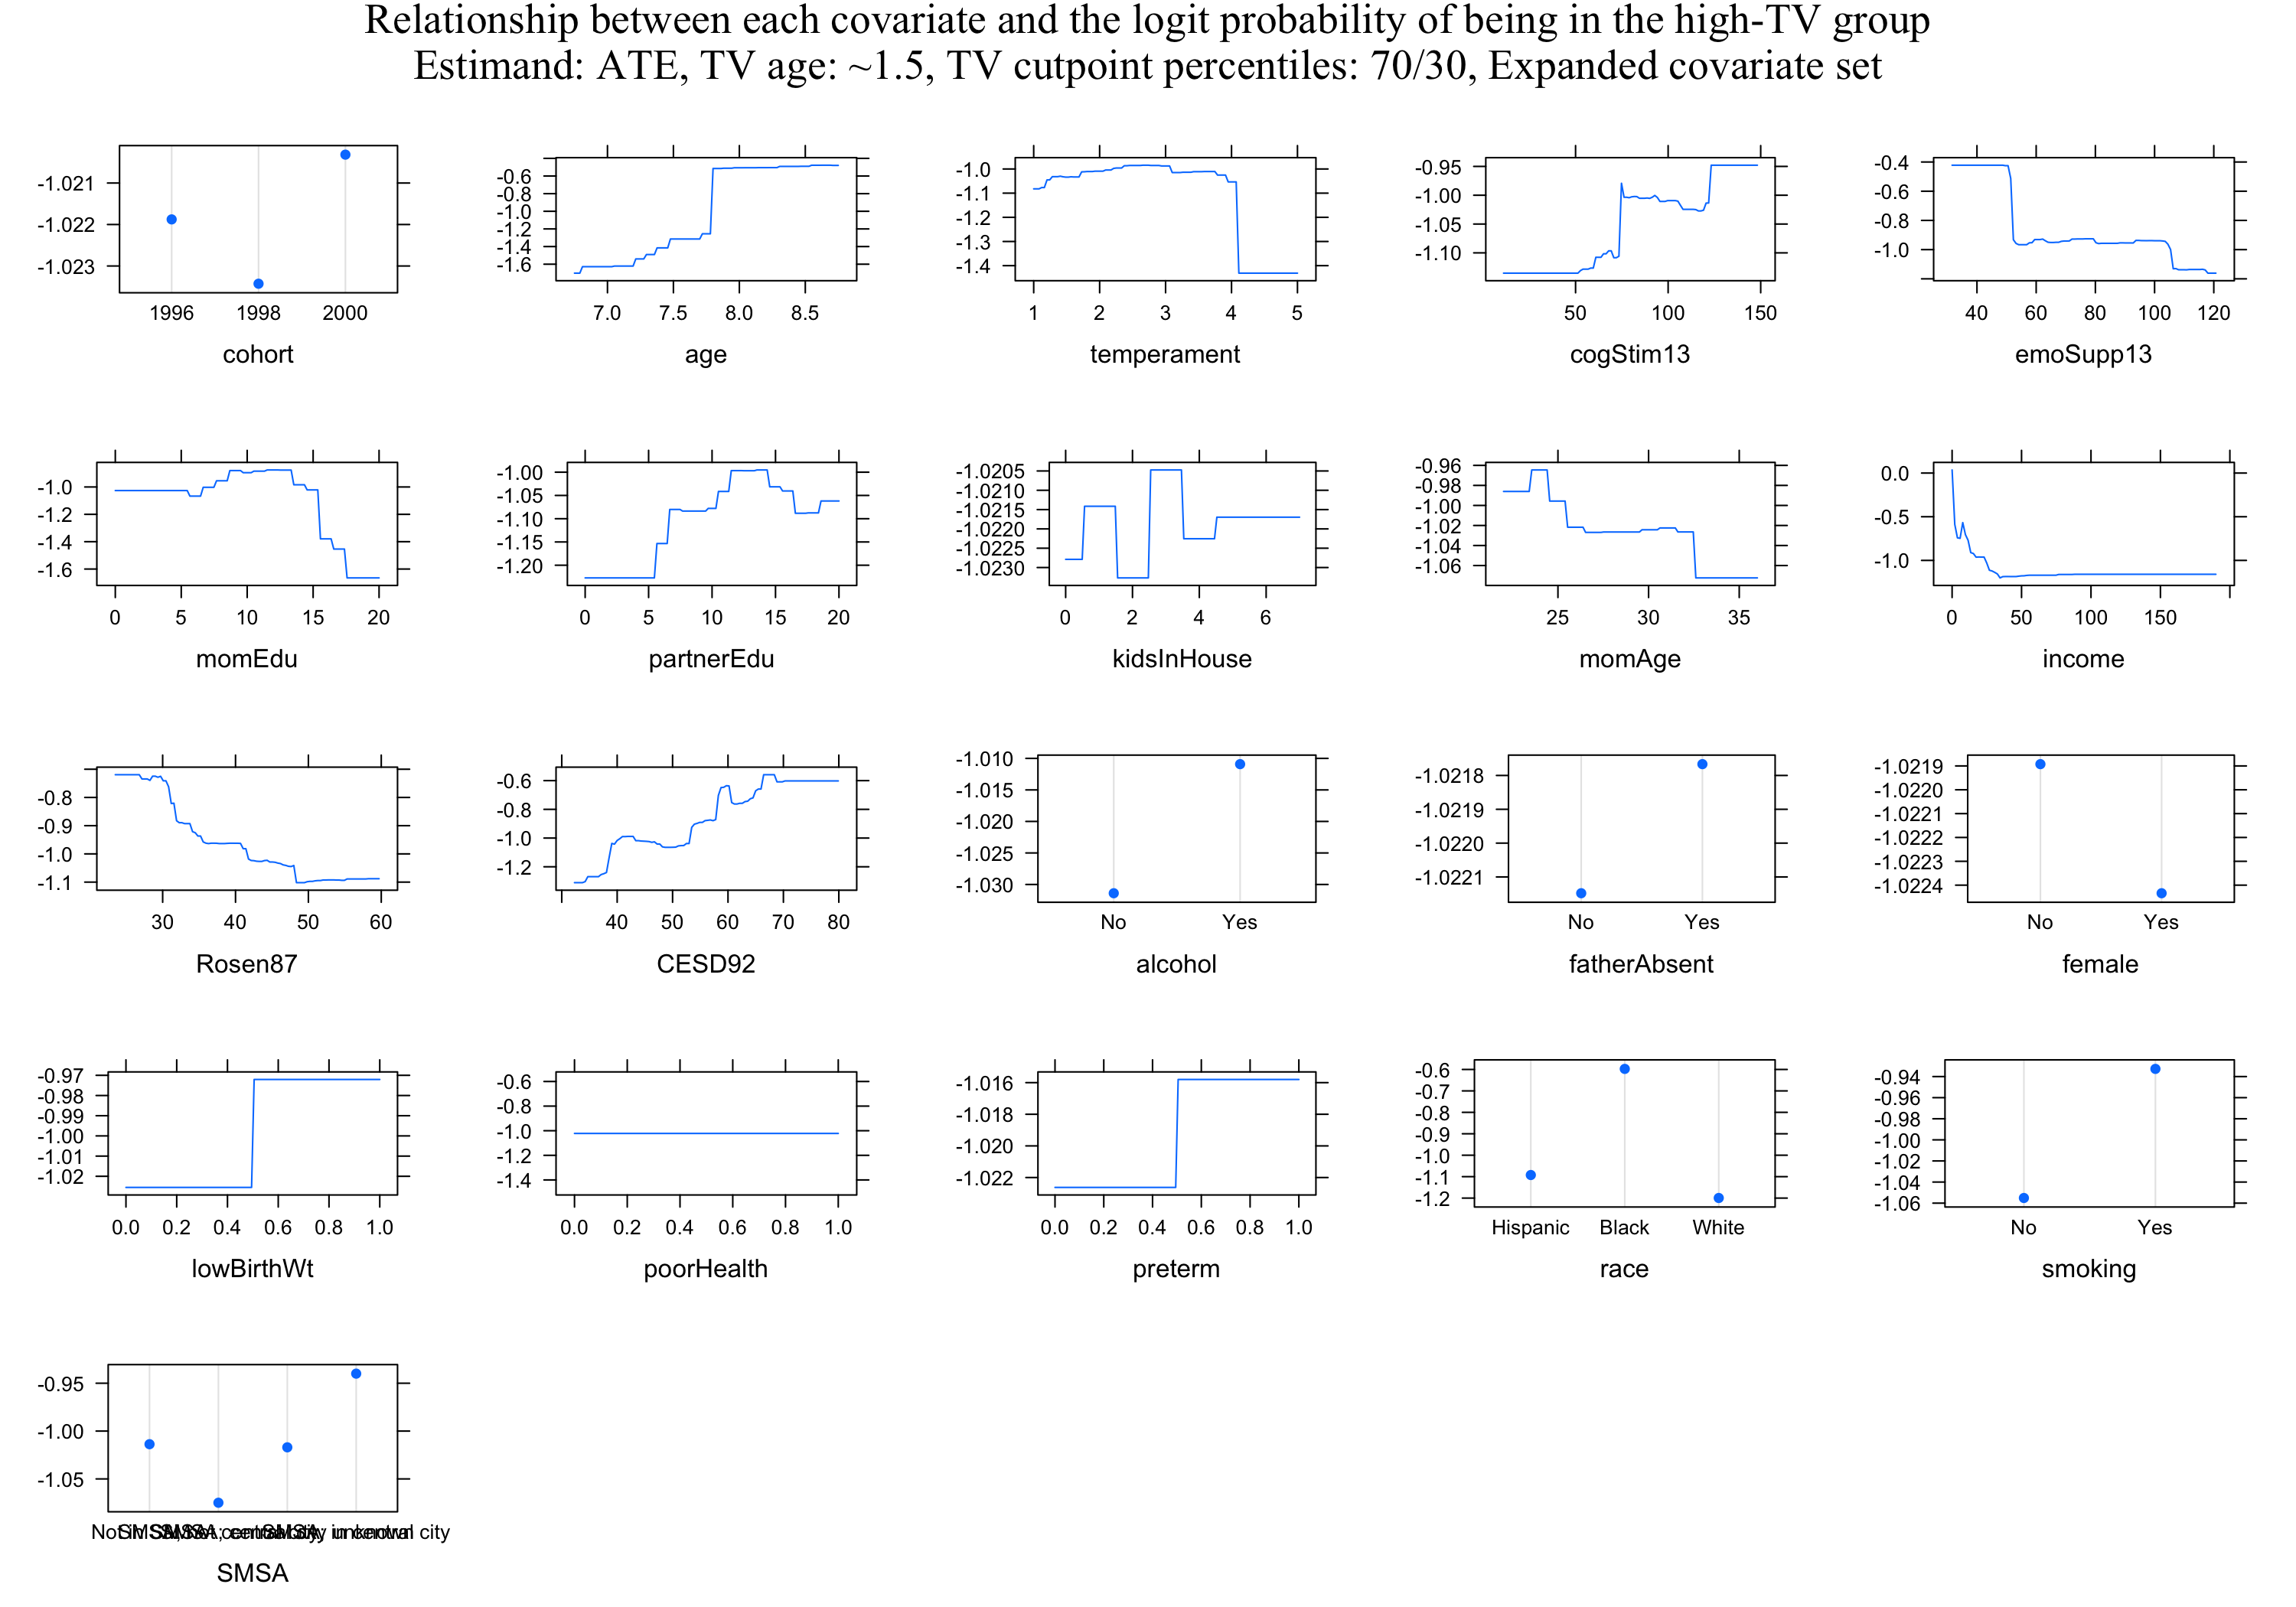 Relationship between each covariate and the logit probability of being in the high-TV group
Estimand: ATE, TV age: ~1.5, TV cutpoint percentiles: 70/30, Expanded covariate set
-1.021
-1.022
-1.023
1996 1998 2000
cohort
-0.6
-0.8
-1.0
-1.2
-1.4
-1.6
7.0 7.5 8.0 8.5
age
-1.0
-1.1
-1.2
-1.3
-1.4
1 2 3 4 5
temperament
-0.95
-1.00
-1.05
-1.10
50 100 150
cogStim13
-0.4
-0.6
-0.8
-1.0
40 60 80 100 120
emoSupp13
-1.0
-1.2
-1.4
-1.6
0 5 10 15 20
momEdu
-1.00
-1.05
-1.10
-1.15
-1.20
0 5 10 15 20
partnerEdu
-1.0205
-1.0210
-1.0215
-1.0220
-1.0225
-1.0230
0 2 4 6
kidsInHouse
-0.96
-0.98
-1.00
-1.02
-1.04
-1.06
25 30 35
momAge
0.0
-0.5
-1.0
0 50 100 150
income
-0.8
-0.9
-1.0
-1.1
30 40 50 60
Rosen87
-0.6
-0.8
-1.0
-1.2
40 50 60 70 80
CESD92
-1.010
-1.015
-1.020
-1.025
-1.030
No Yes
alcohol
-1.0218
-1.0219
-1.0220
-1.0221
No Yes
fatherAbsent
-1.0219
-1.0220
-1.0221
-1.0222
-1.0223
-1.0224
No Yes
female
-0.97
-0.98
-0.99
-1.00
-1.01
-1.02
0.0 0.2 0.4 0.6 0.8 1.0
lowBirthWt
-0.6
-0.8
-1.0
-1.2
-1.4
0.0 0.2 0.4 0.6 0.8 1.0
poorHealth
-1.016
-1.018
-1.020
-1.022
0.0 0.2 0.4 0.6 0.8 1.0
preterm
-0.6
-0.7
-0.8
-0.9
-1.0
-1.1
-1.2
Hispanic Black White
race
-0.94
-0.96
-0.98
-1.00
-1.02
-1.04
-1.06
No Yes
smoking
-0.95
-1.00
-1.05
SMSA